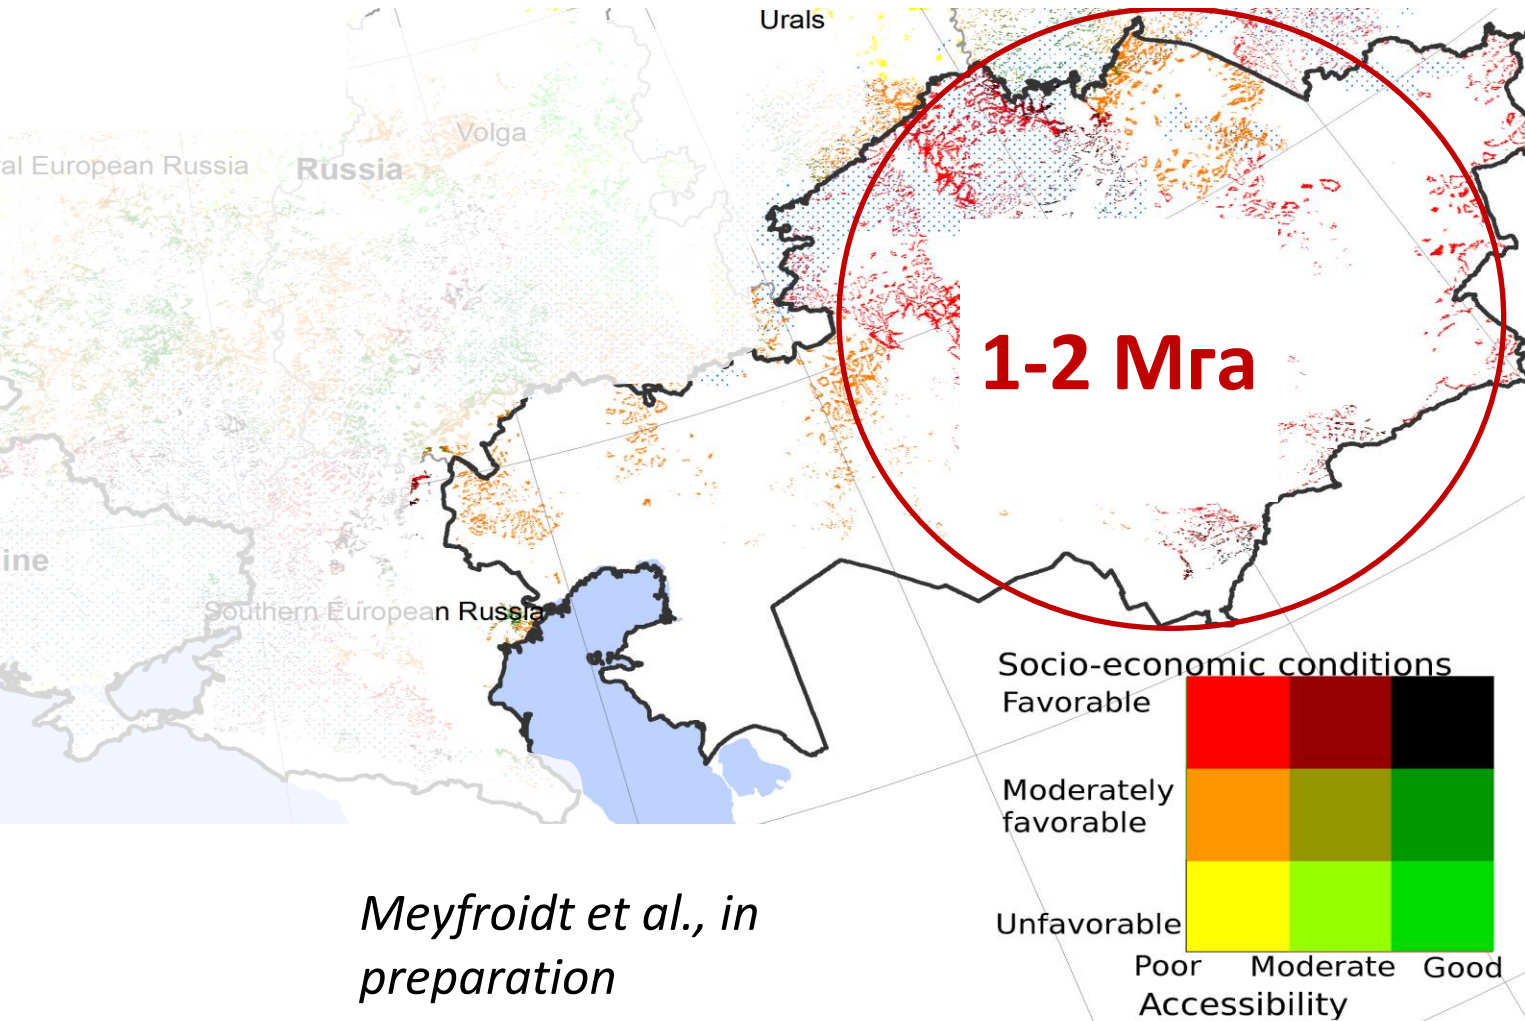 Urals
Volga
al European Russia
Russia
1-2 Мга
ine
Southern European Russia
Socio-economic conditions
Favorable
Moderately
favorable
Unfavorable
Poor Moderate Good
Accessibility
Meyfroidt et al., in
preparation